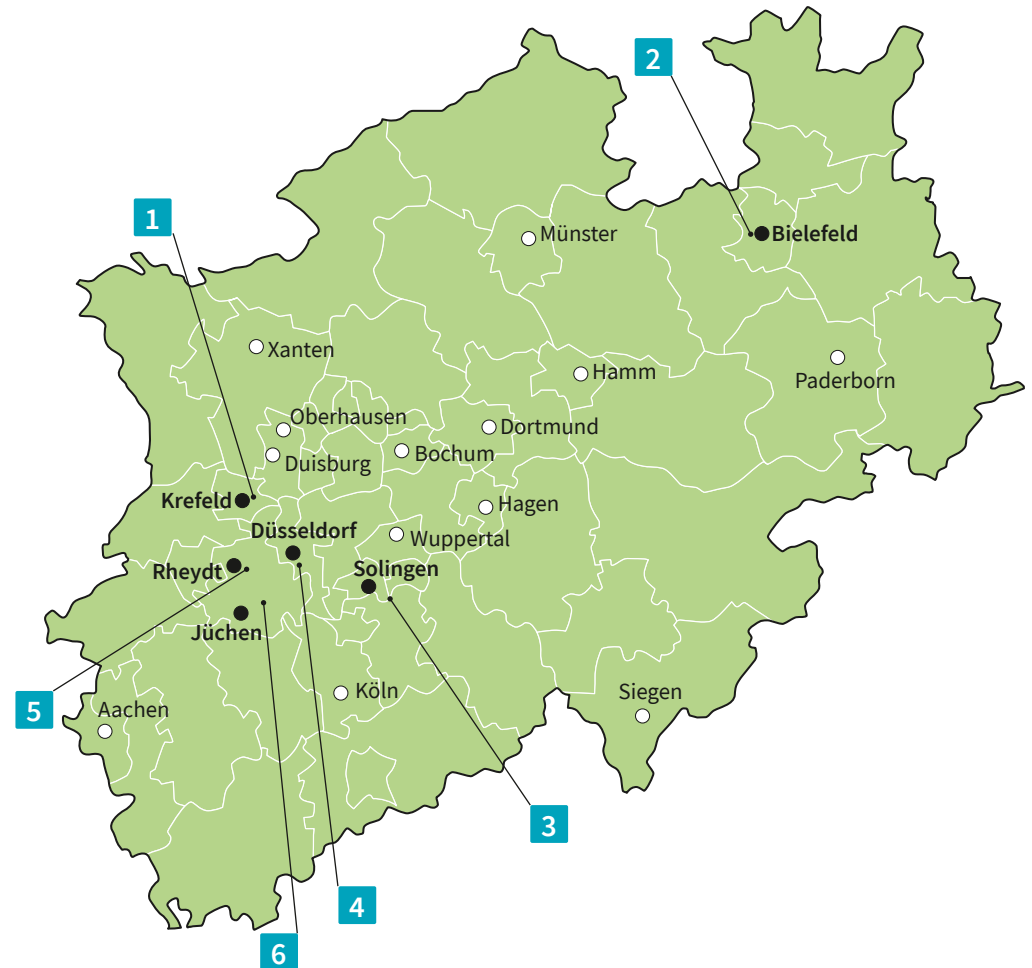 2
1
Münster
Bielefeld
Xanten
Hamm
Paderborn
Oberhausen
Dortmund
Duisburg
Bochum
Krefeld
Hagen
Düsseldorf
Wuppertal
Rheydt
Solingen
Jüchen
Köln
Siegen
5
Aachen
3
4
6